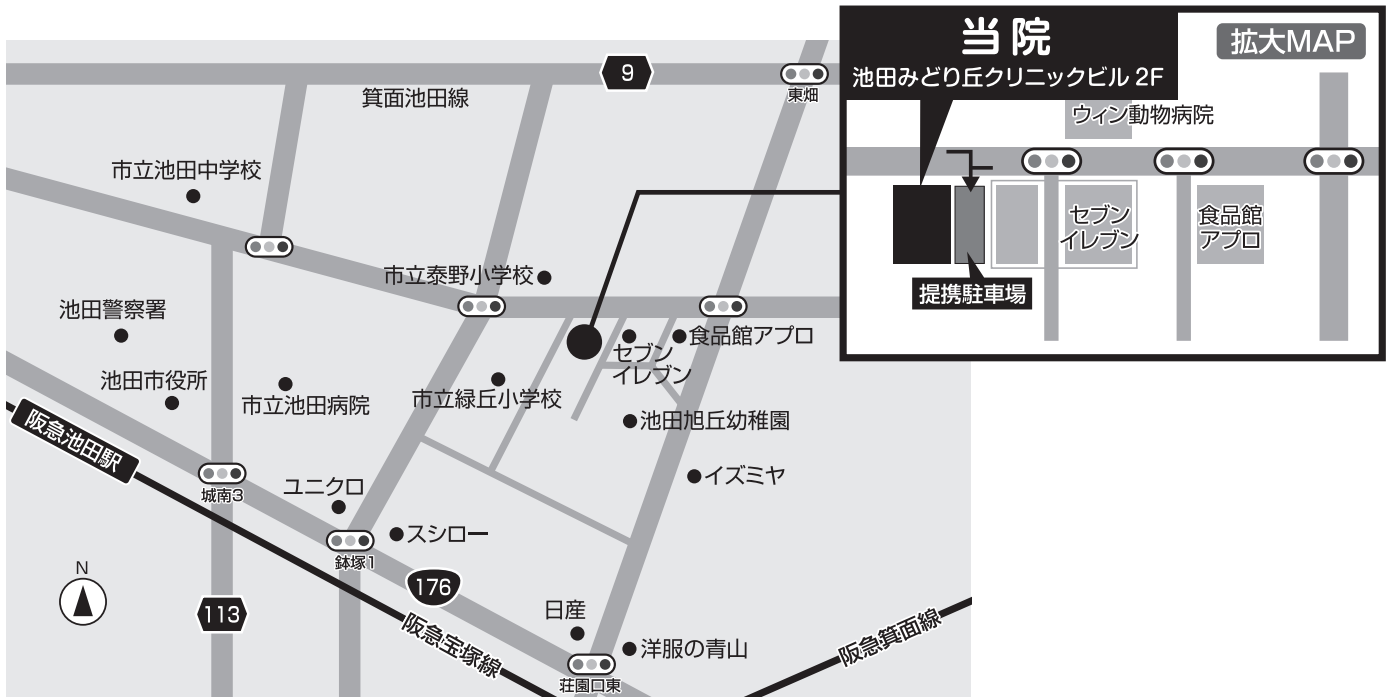 当院
池田みどり丘クリニックビル 2F
拡大MAP
ウィン動物病院
セブン
イレブン
食品館
アプロ
提携駐車場
9
東畑
箕面池田線
市立池田中学校
市立秦野小学校
池田警察署
食品館アプロ
セブン
イレブン
池田市役所
市立池田病院
市立緑丘小学校
池田旭丘幼稚園
阪急池田駅
イズミヤ
城南3
ユニクロ
スシロー
鉢塚1
N
176
113
日産
阪急宝塚線
洋服の青山
阪急箕面線
荘園口東